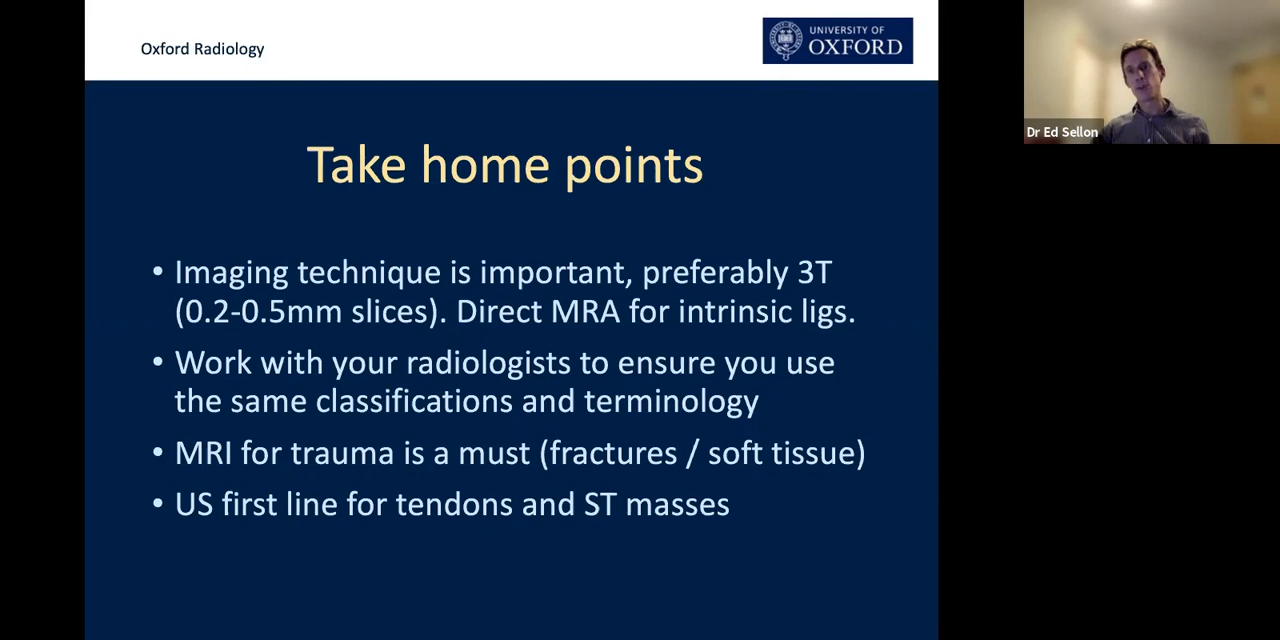 Oxford Radiology
UNIVERSITY OF
OXFORD
Dr Ed Sellon
Take home points
• Imaging technique is important, preferably 3T
(0.2-0.5mm slices). Direct MRA for intrinsic ligs.
• Work with your radiologists to ensure you use
the same classifications and terminology
• MRI for trauma is a must (fractures / soft tissue)
• US first line for tendons and ST masses